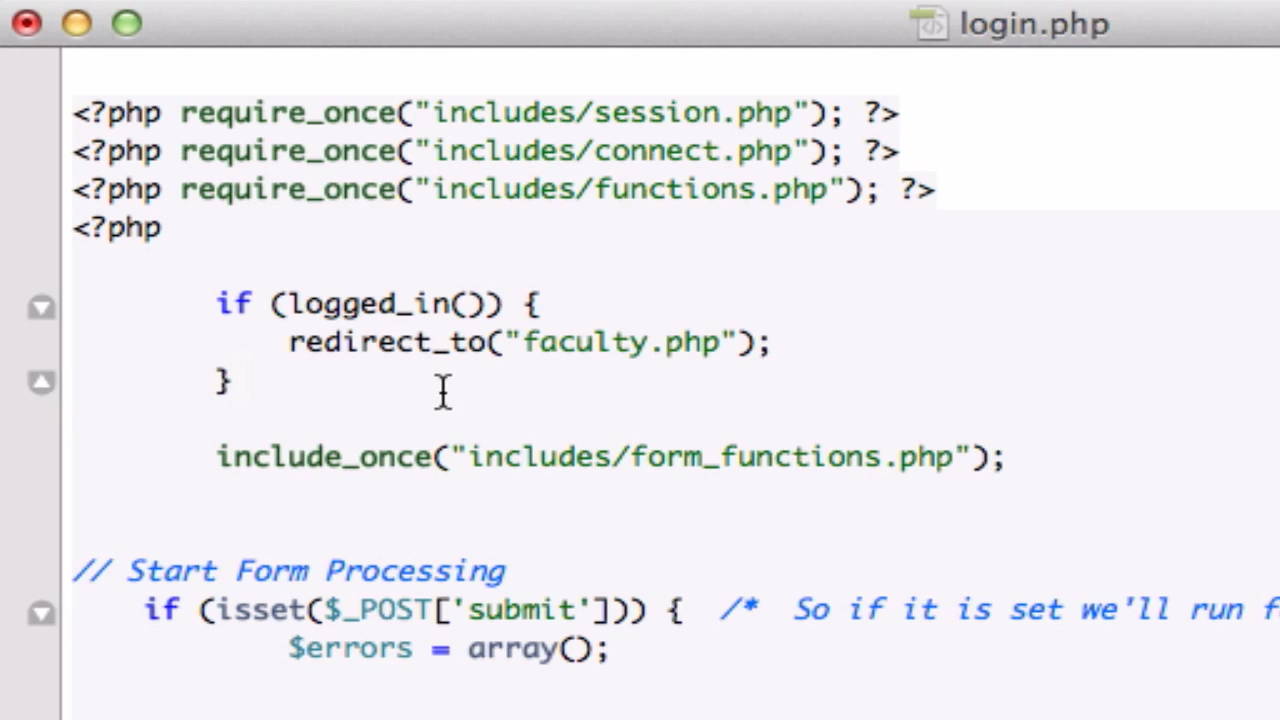 login.php
<?php require_once("includes/session.php"); ?>
<?php require_once("includes/connect.php"); ?>
<?php require_once("includes/functions.php"); ?>
<?php
if (logged_in()) {
redirect_to("faculty.php");
}
include_once("includes/form_functions.php");
// Start Form Processing
if (isset($_POST['submit'])) { /* So if it is set we'll run
$errors = array();